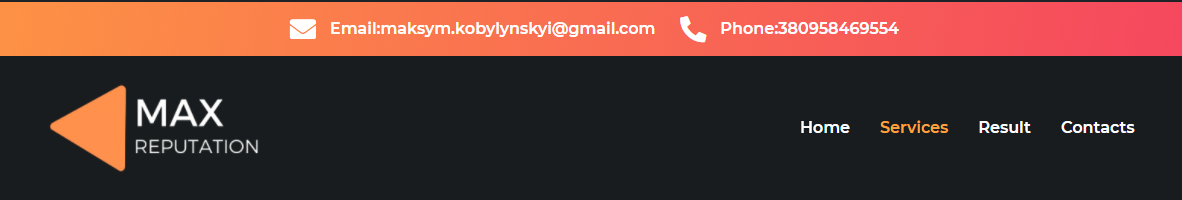 Email:maksym.kobylynskyi@gmail.com Phone:380958469554
MAX
REPUTATION
Home Services Result Contacts